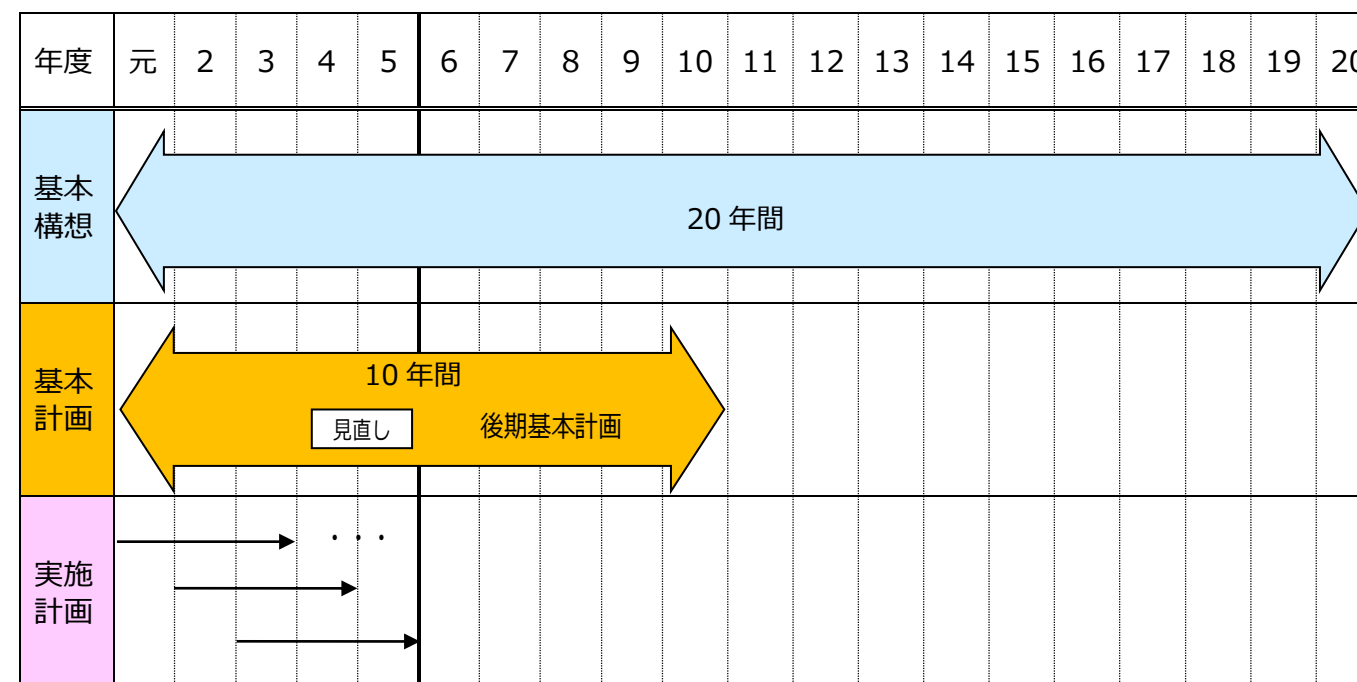 年度 元 2 3 4 5 6 7 8 9 10 11 12 13 14 15 16 17 18 19 20
基本
構想
20 年間
基本
計画
10 年間
見直し 後期基本計画
実施
計画
・・・